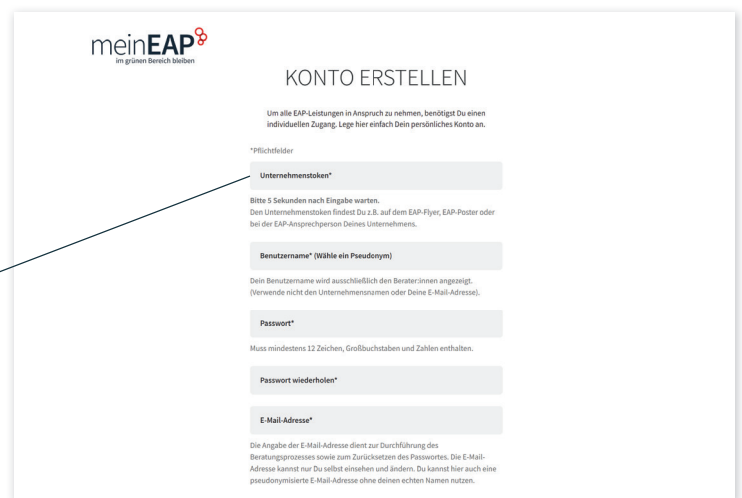 meinEAP
im grünen Bereich bleiben
KONTO ERSTELLEN
Um alle EAP-Leistungen in Anspruch zu nehmen, benötigst Du einen
individuellen Zugang. Lege hier einfach Dein persönliches Konto an.
*Pflichtfelder
Unternehmenstoken*
Bitte 5 Sekunden nach Eingabe warten.
Den Unternehmenstoken findest Du z.B. auf dem EAP-Flyer, EAP-Poster oder
bei der EAP-Ansprechperson Deines Unternehmens.
Benutzername* (Wähle ein Pseudonym)
Dein Benutzername wird ausschließlich den Berater:innen angezeigt.
(Verwende nicht den Unternehmensnamen oder Deine E-Mail-Adresse).
Passwort*
Muss mindestens 12 Zeichen, Großbuchstaben und Zahlen enthalten.
Passwort wiederholen*
E-Mail-Adresse*
Die Angabe der E-Mail-Adresse dient zur Durchführung des
Beratungsprozesses sowie zum Zurücksetzen des Passwortes. Die E-Mail-
Adresse kannst nur Du selbst einsehen und ändern. Du kannst hier auch eine
pseudonymisierte E-Mail-Adresse ohne deinen echten Namen nutzen.